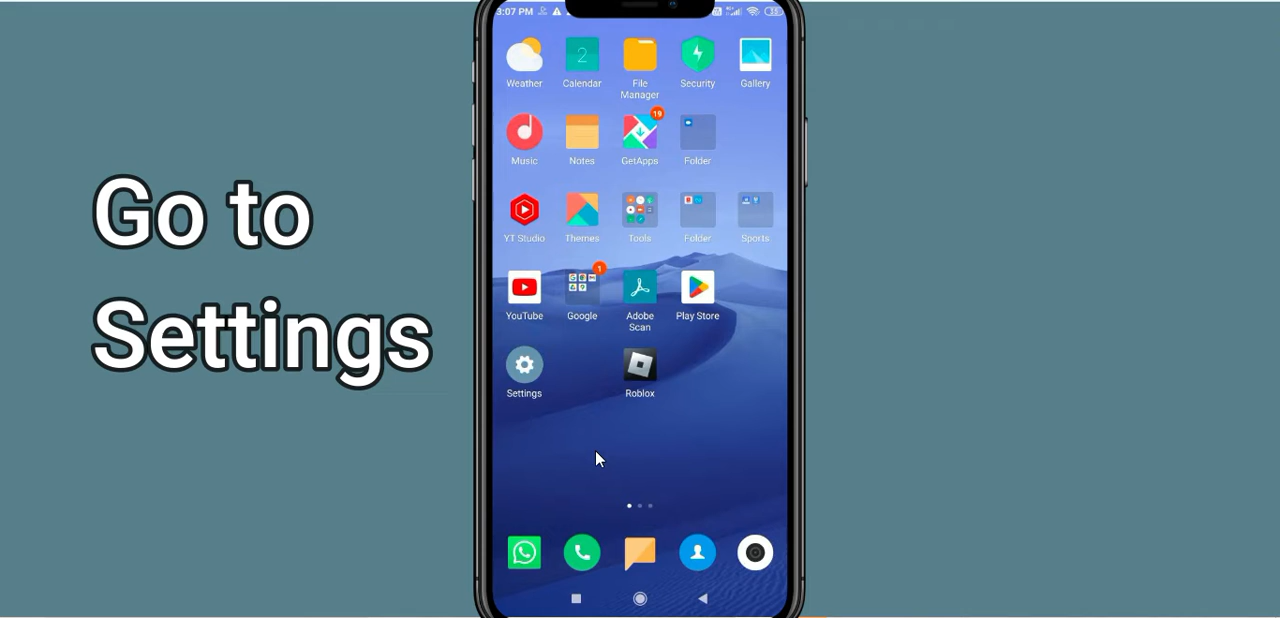 Go to
Settings
3:07 PM
Weather
Calendar
File
Manager
Security
Gallery
2
19
Music
Notes
GetApps
Folder
YT Studio
Themes
Tools
Folder
Sports
1
YouTube
Google
Adobe
Scan
Play Store
Settings
Roblox